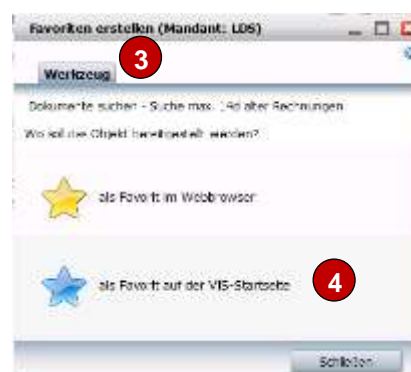 Favoriten erstellen (Mandant: LDS)
3
Werkzeug
Dokumente suchen - Suche max. 14d alter Rechnungen
Wo soll das Objekt bereitgestellt werden?
als Favorit im Webbrowser
als Favorit auf der VIS-Startseite
4
Schließen